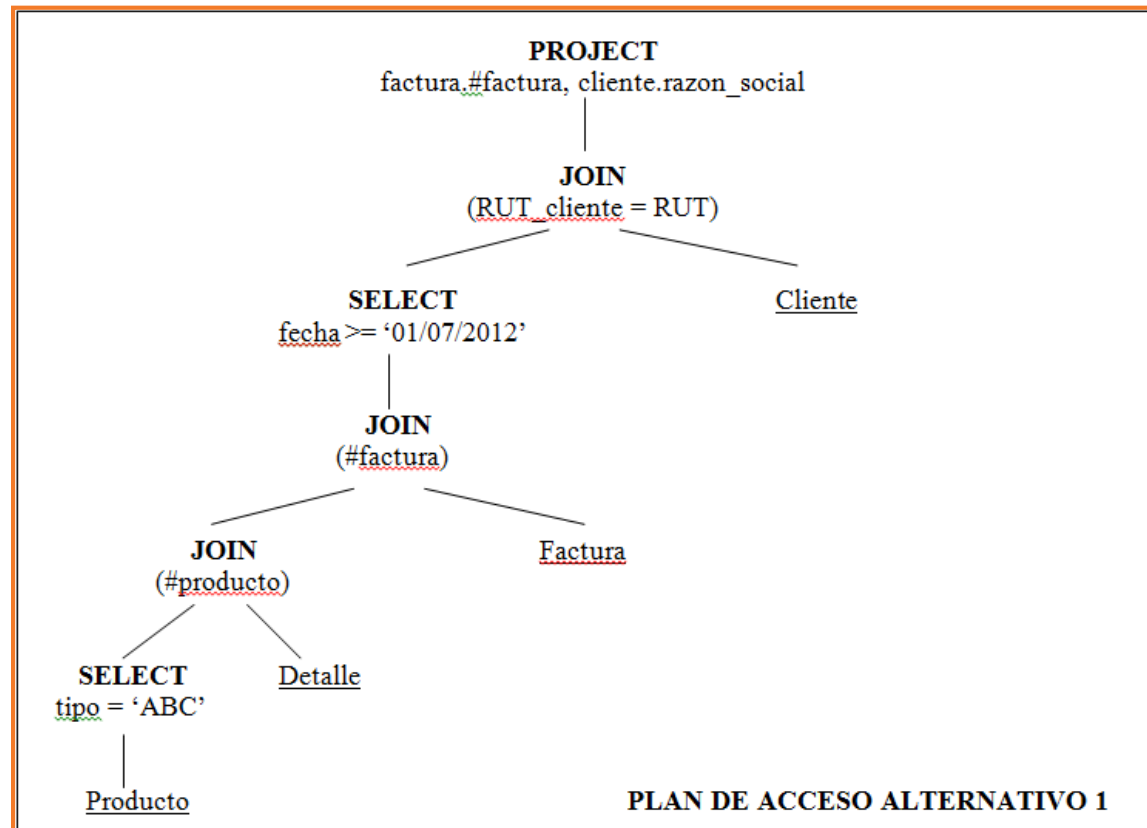 PROJECT
factura.#factura, cliente.razon_social
JOIN
(RUT_cliente = RUT)
SELECT
fecha >= ‘01/07/2012’
Cliente
JOIN
(#factura)
JOIN
(#producto)
Factura
SELECT
tipo = ‘ABC’
Detalle
Producto
PLAN DE ACCESO ALTERNATIVO 1